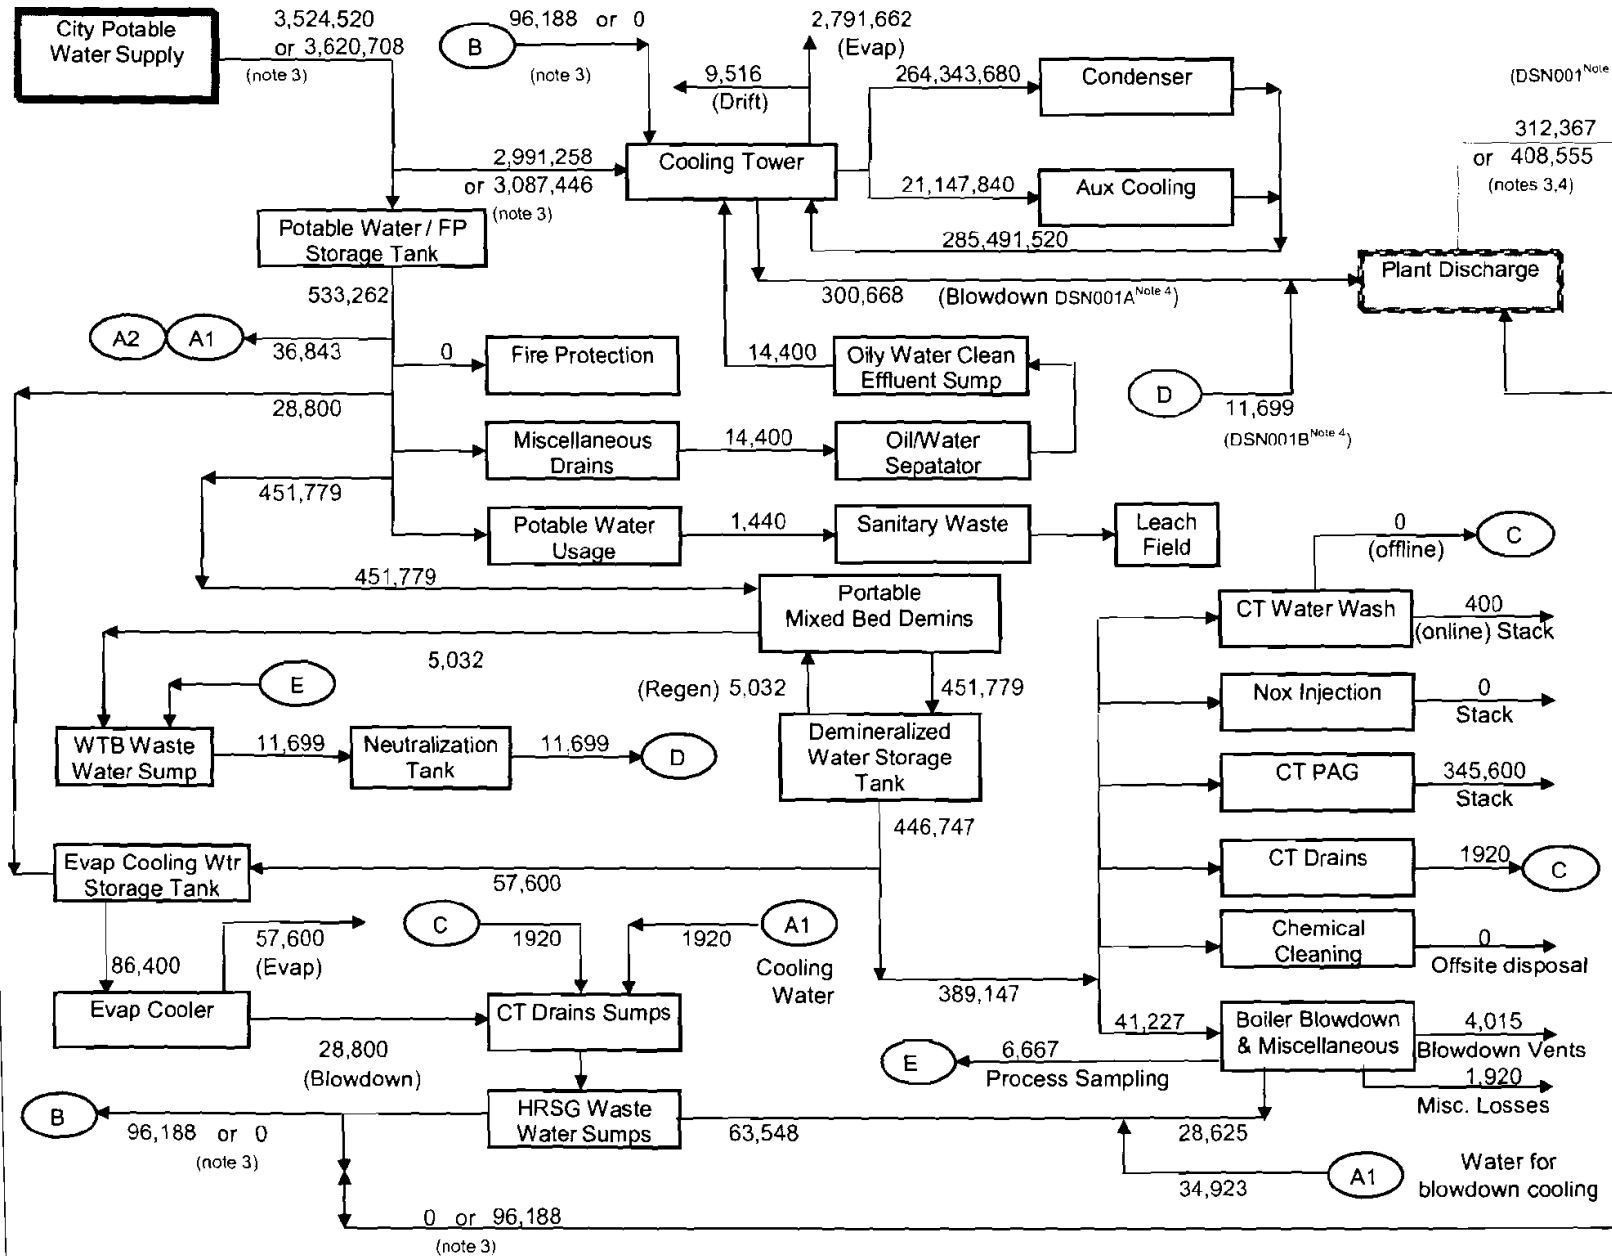 City Potable
Water Supply
3,524,520
or 3,620,708
(note 3)
B
96,188 or 0
(note 3)
2,791,662
(Evap)
9,516
(Drift)
264,343,680
Condenser
(DSN001Note
312,367
or 408,555
(notes 3,4)
2,991,258
or 3,087,446
(note 3)
Cooling Tower
21,147,840
Aux Cooling
285,491,520
Potable Water / FP
Storage Tank
Plant Discharge
533,262
300,668 (Blowdown DSN001ANote 4)
A2
A1
36,843
0
Fire Protection
14,400
Oily Water Clean
Effluent Sump
D
11,699
(DSN001BNote 4)
28,800
Miscellaneous
Drains
14,400
Oil/Water
Sepatator
451,779
Potable Water
Usage
1,440
Sanitary Waste
Leach
Field
0
(offline)
C
451,779
Portable
Mixed Bed Demins
CT Water Wash
400
(online) Stack
5,032
E
(Regen) 5,032
451,779
Nox Injection
0
Stack
WTB Waste
Water Sump
11,699
Neutralization
Tank
11,699
D
Demineralized
Water Storage
Tank
CT PAG
345,600
Stack
446,747
Evap Cooling Wtr
Storage Tank
57,600
CT Drains
1920
C
57,600
(Evap)
C
1920
1920
A1
Cooling
Water
Chemical
Cleaning
0
Offsite disposal
86,400
389,147
Evap Cooler
CT Drains Sumps
41,227
Boiler Blowdown
& Miscellaneous
4,015
Blowdown Vents
28,800
(Blowdown)
E
6,667
Process Sampling
1,920
Misc. Losses
B
96,188 or 0
(note 3)
HRSG Waste
Water Sumps
63,548
28,625
34,923
A1
Water for
blowdown cooling
0 or 96,188
(note 3)